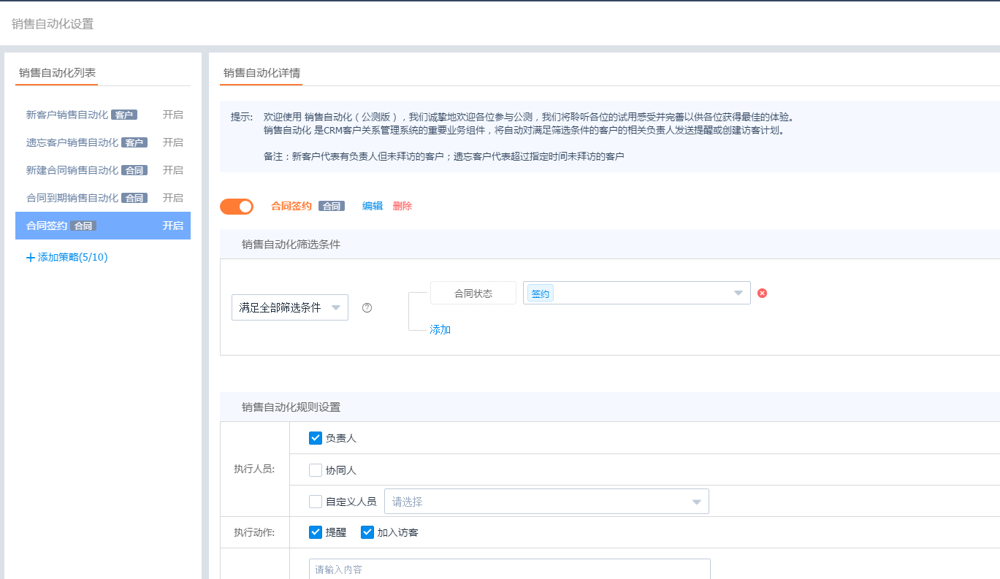 销售自动化设置
销售自动化列表
新客户销售自动化 客户 开启
遗忘客户销售自动化 客户 开启
新建合同销售自动化 合同 开启
合同到期销售自动化 合同 开启
合同签约 合同 开启
+ 添加策略(5/10)
销售自动化详情
提示: 欢迎使用 销售自动化（公测版），我们诚挚地欢迎各位参与公测，我们将聆听各位的试用感受并完善以供各位获得最佳的体验。
销售自动化 是CRM客户关系管理系统的重要业务组件，将自动对满足筛选条件的客户的相关负责人发送提醒或创建访客计划。
备注：新客户代表有负责人但未拜访的客户；遗忘客户代表超过指定时间未拜访的客户
合同签约 合同 编辑 删除
销售自动化筛选条件
满足全部筛选条件 ?
合同状态 签约
添加
销售自动化规则设置
执行人员:
负责人
协同人
自定义人员 请选择
执行动作: 提醒 加入访客
请输入内容